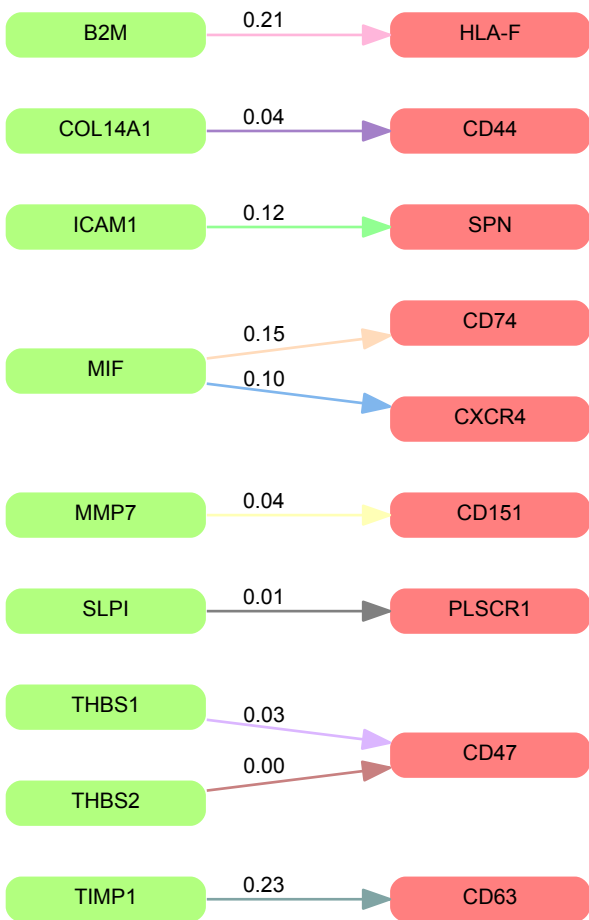 B2M 0.21 HLA-F
COL14A1 0.04 CD44
ICAM1 0.12 SPN
CD74
0.15
MIF
0.10
CXCR4
MMP7 0.04 CD151
SLPI 0.01 PLSCR1
THBS1
0.03
CD47
0.00
THBS2
TIMP1 0.23 CD63